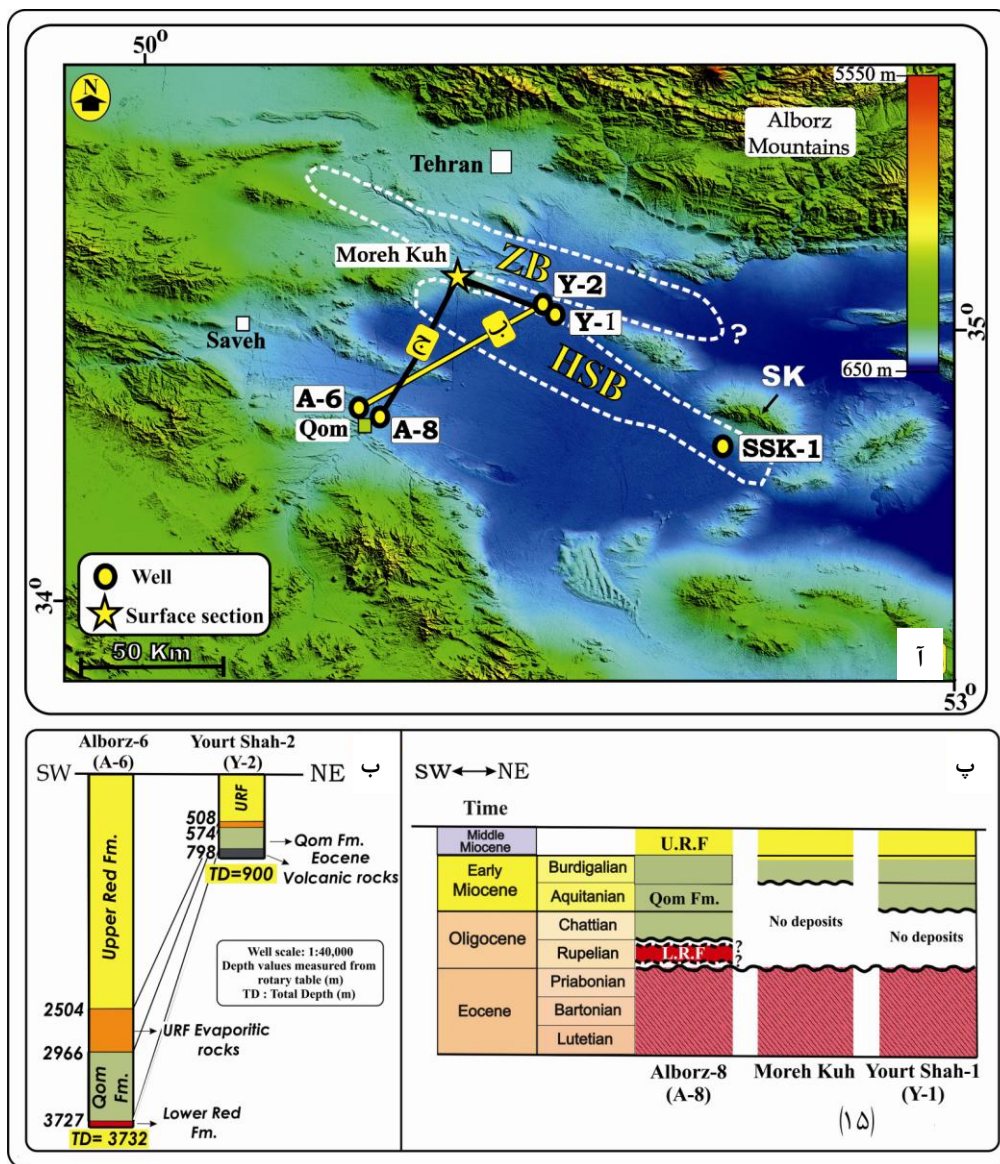 50⁰
N
5550 m
Alborz
Mountains
Tehran
Moreh Kuh
ZB
Y-2
Y-1
?
35⁰
Saveh
ج
HSB
650 m
SK
A-6
Qom
A-8
SSK-1
34⁰
Well
Surface section
50 Km
آ
53⁰
Alborz-6
(A-6)
Yourt Shah-2
(Y-2)
ب
SW
NE
URF
508
574
798
Qom Fm.
Eocene
Volcanic rocks
TD=900
Upper Red Fm.
Well scale: 1:40,000
Depth values measured from
rotary table (m)
TD : Total Depth (m)
2504
URF Evaporitic
rocks
2966
Qom
Fm.
3727
Lower Red
Fm.
TD= 3732
پ
SW NE
Time
Middle
Miocene
U.R.F
Early
Miocene
Burdigalian
Aquitanian
Qom Fm.
Oligocene
Chattian
Rupelian
L.R.F
?
?
No deposits
No deposits
Eocene
Priabonian
Bartonian
Lutetian
Alborz-8
(A-8)
Moreh Kuh
Yourt Shah-1
(Y-1)
(۱۵)